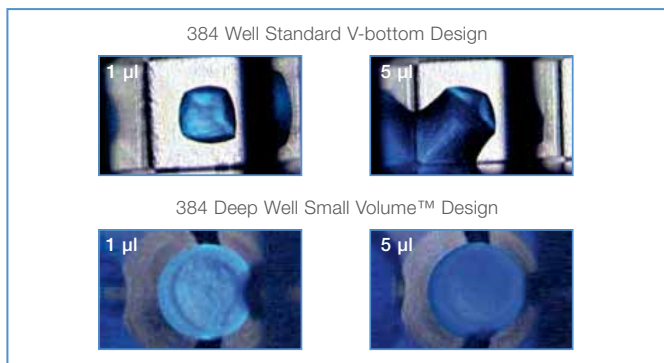 384 Well Standard V-bottom Design
1 µl
5 µl
384 Deep Well Small Volume™ Design
1 µl
5 µl